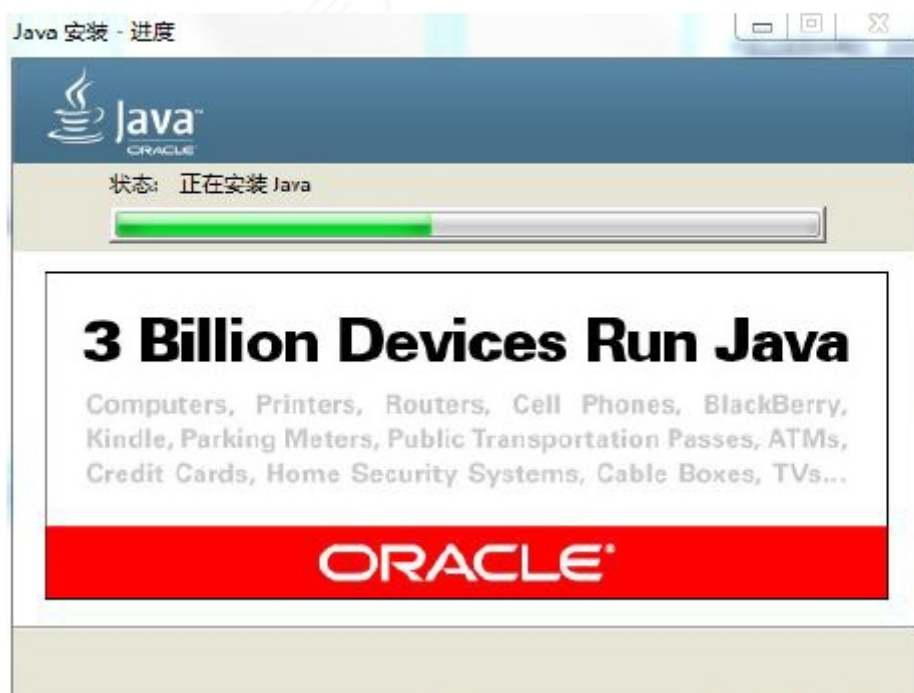 Java 安装 - 进度
Java™
ORACLE
状态: 正在安装 Java
3 Billion Devices Run Java
Computers, Printers, Routers, Cell Phones, BlackBerry,
Kindle, Parking Meters, Public Transportation Passes, ATMs,
Credit Cards, Home Security Systems, Cable Boxes, TVs...
ORACLE®